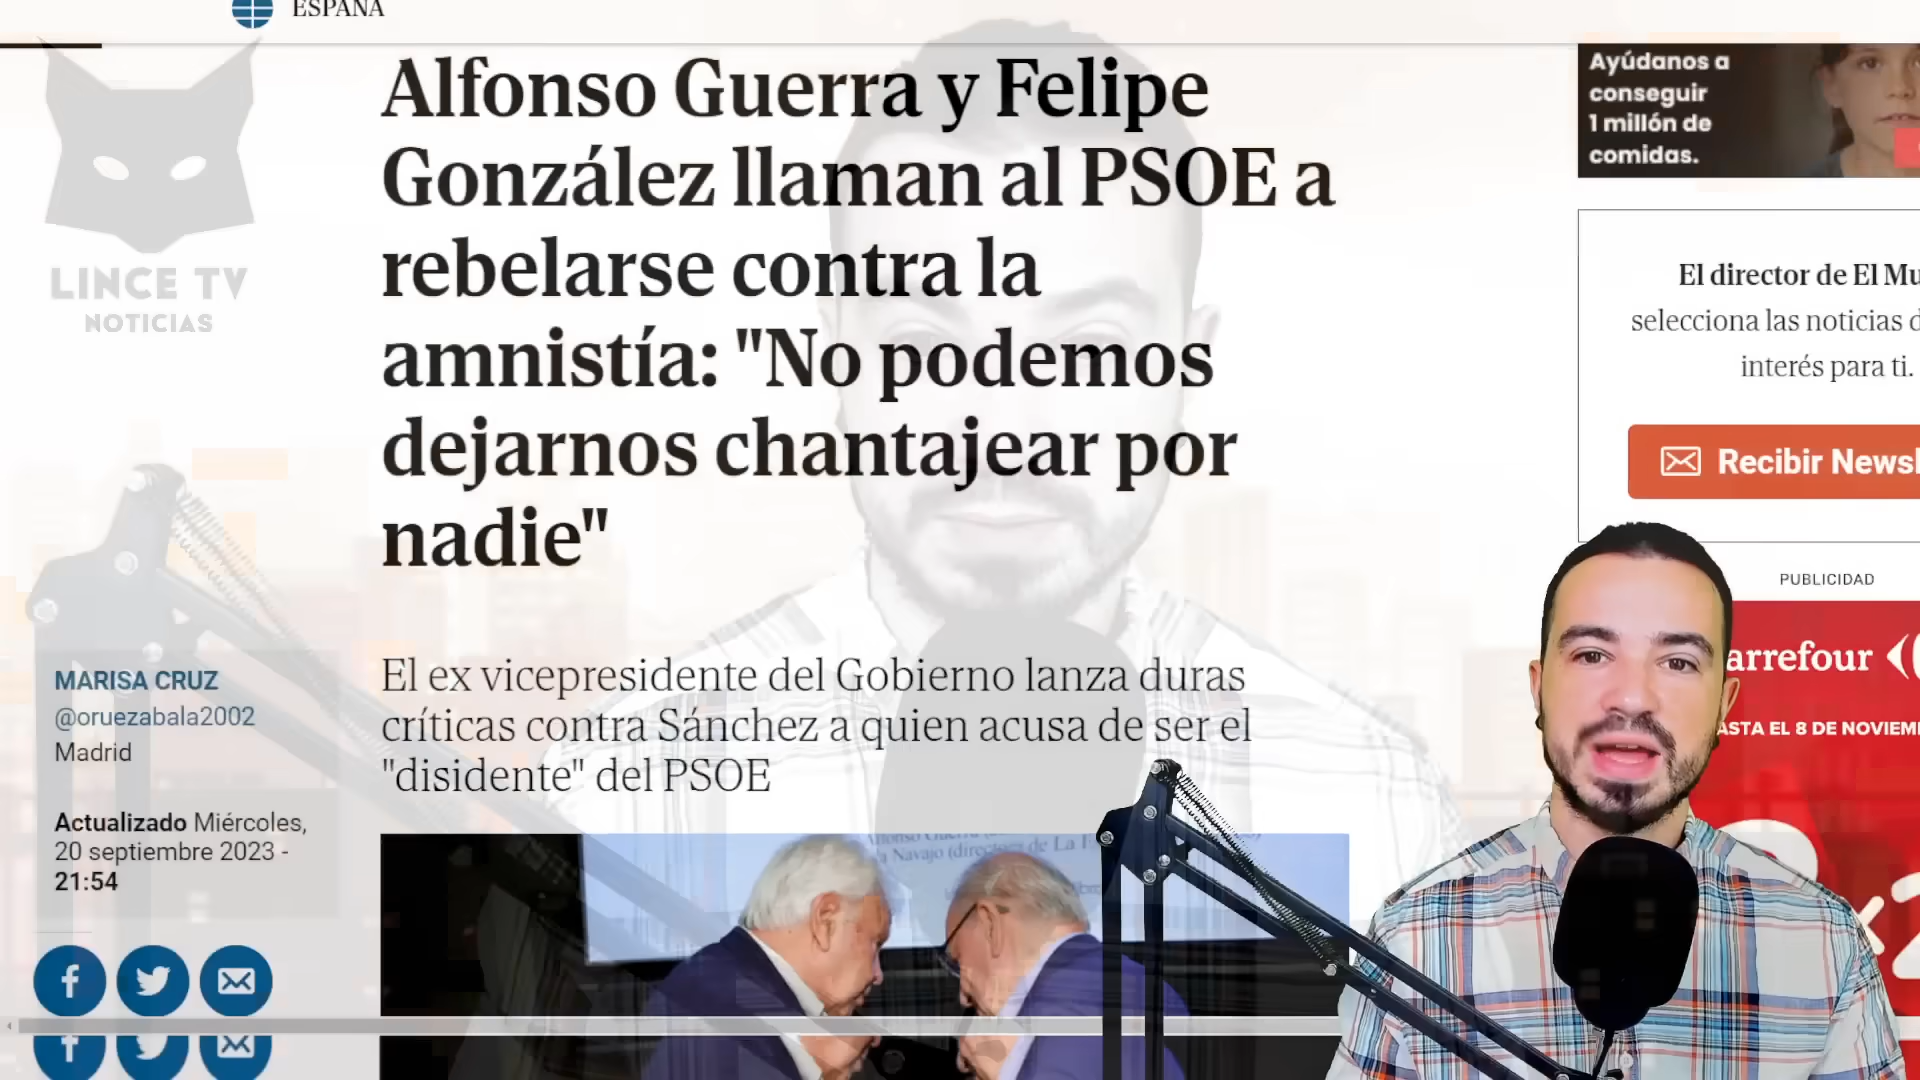 ESPAÑA
Alfonso Guerra y Felipe
González llaman al PSOE a
rebelarse contra la
amnistía: "No podemos
dejarnos chantajear por
nadie"
El ex vicepresidente del Gobierno lanza duras
críticas contra Sánchez a quien acusa de ser el
"disidente" del PSOE
LINCE TV
NOTICIAS
MARISA CRUZ
@oruezabala2002
Madrid
Actualizado Miércoles,
20 septiembre 2023 -
21:54
Ayúdanos a
conseguir
1 millón de
comidas.
El director de El Mu
selecciona las noticias d
interés para ti.
Recibir Newsl
PUBLICIDAD
arrefour
ASTA EL 8 DE NOVIEM
x2